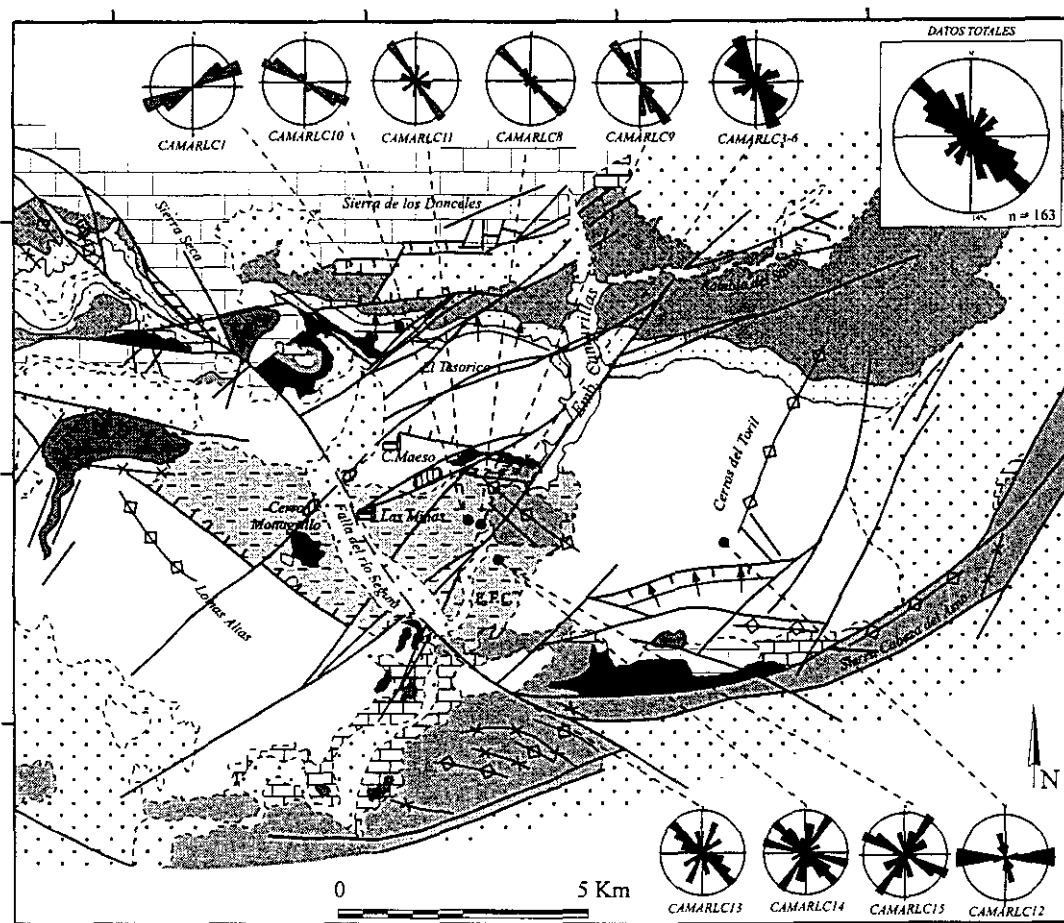 DATOS TOTALES
n = 163
CAMARLC1
CAMARLC10
CAMARLC11
CAMARLC8
CAMARLC9
CAMARLC3-6
Sierra de los Donceles
Sierra Seca
?
El Tesorico
Emb. Camarillas
C.Maeso
Cerros del Toril
Las Minas
Cerro
Monagrillo
Falla del río Segura
Lomas Altas
Sierra Cabeza del Asno
N
0
5 Km
CAMARLC13
CAMARLC14
CAMARLC15
CAMARLC12